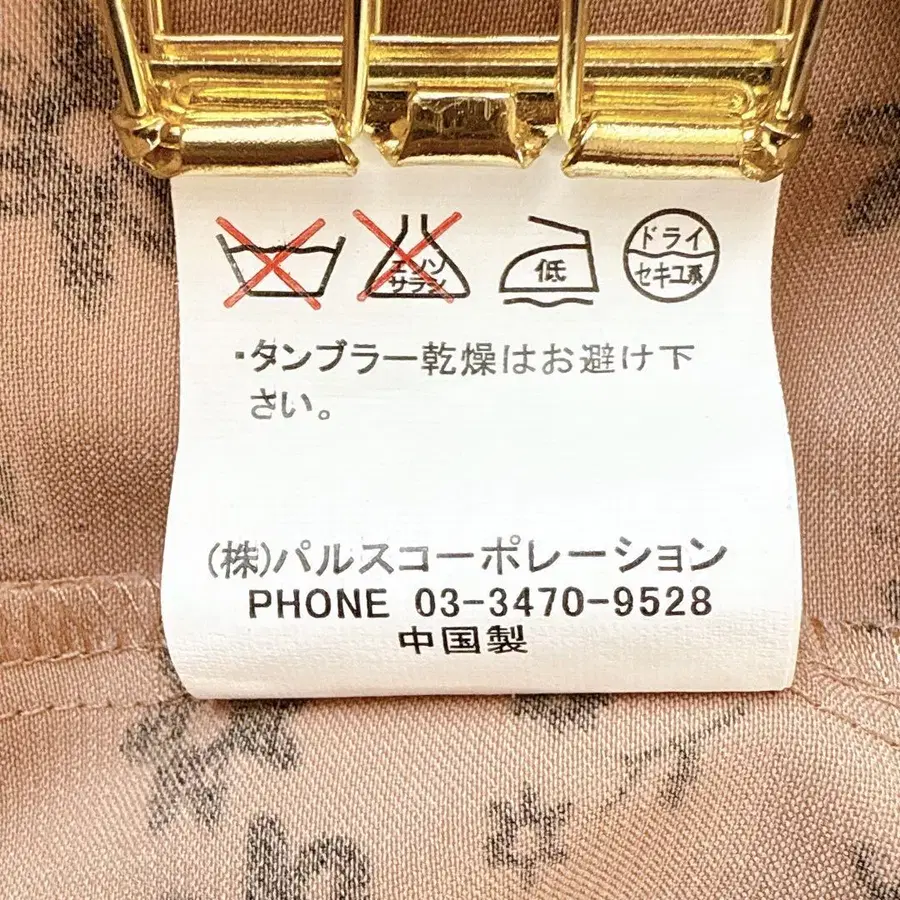 エンソ
サラシ
低
ドライ
セキユ系
・タンブラー乾燥はお避け下
さい。
(株)パルスコーポレーション
PHONE 03-3470-9528
中国製